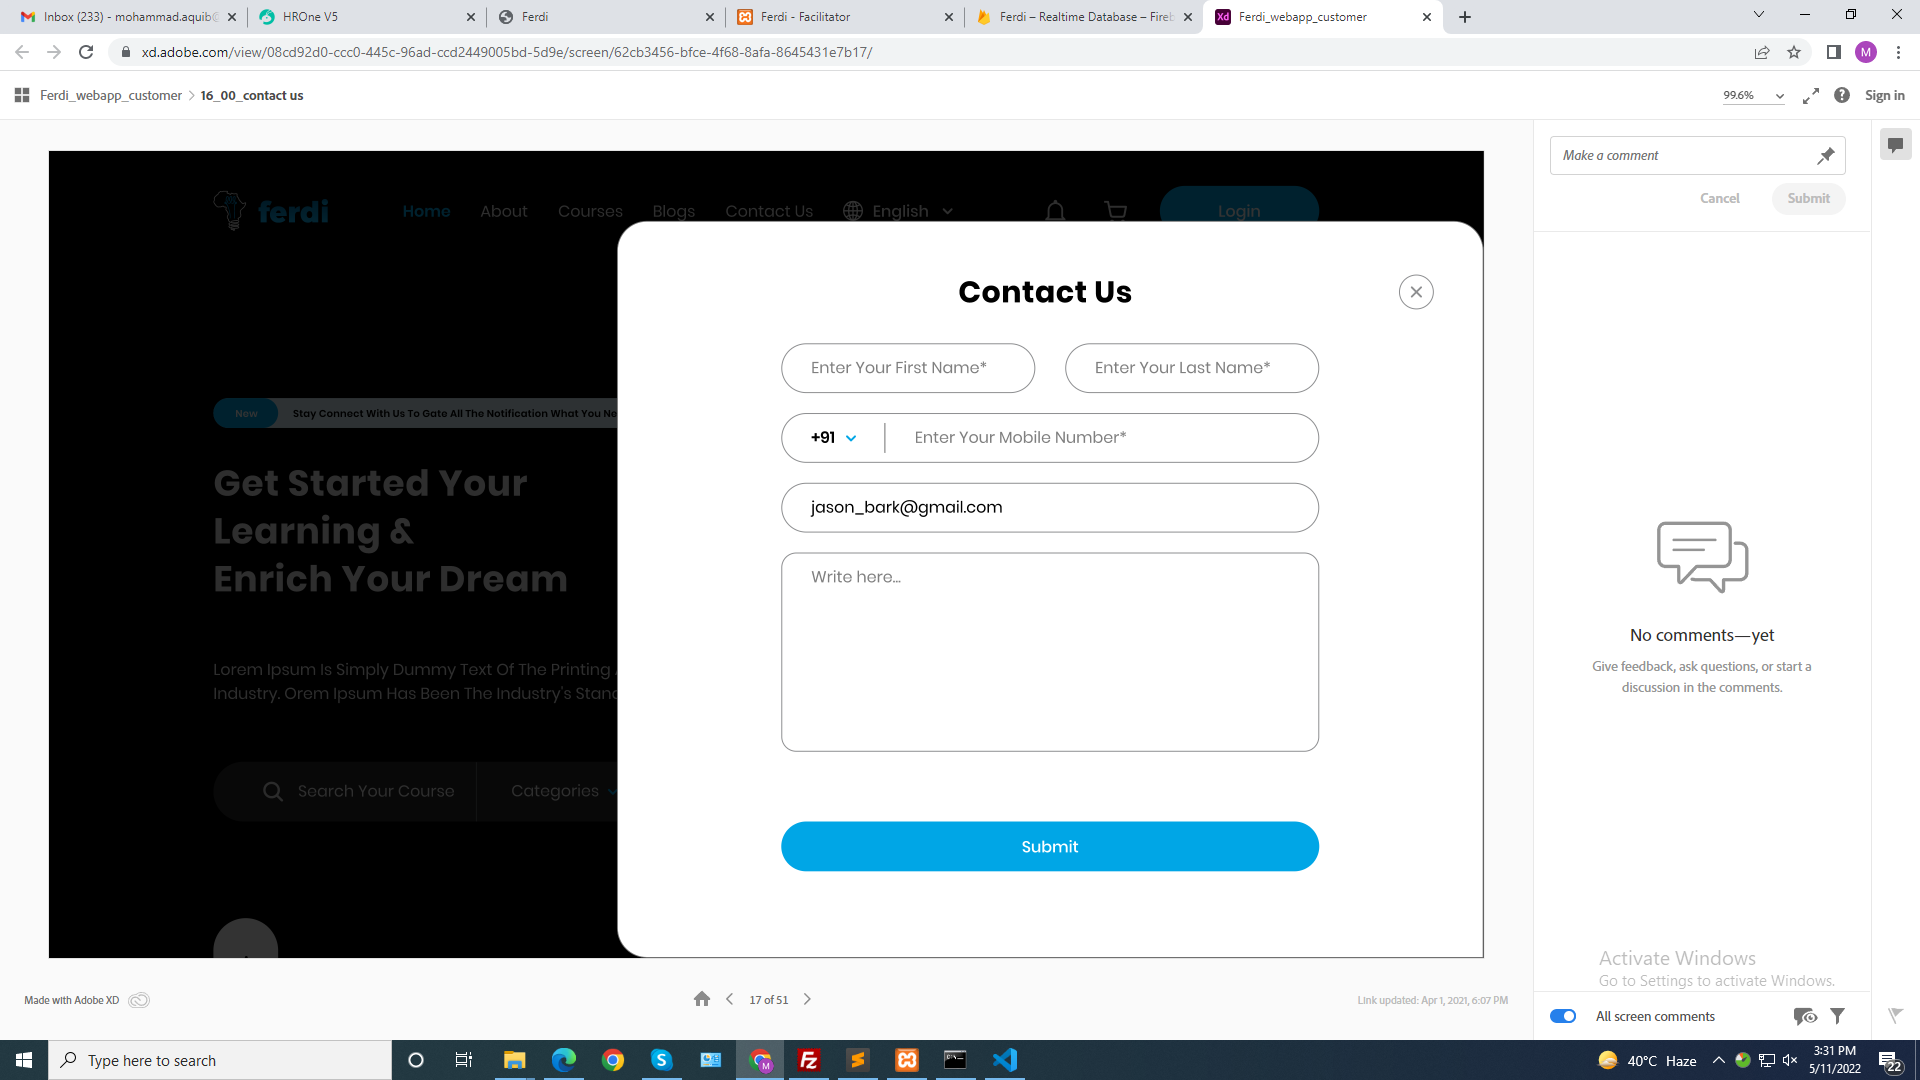 Inbox (233) - mohammad.aquib@
HROne V5
Ferdi
Ferdi - Facilitator
Ferdi – Realtime Database – Fireb
Xd Ferdi_webapp_customer
xd.adobe.com/view/08cd92d0-ccc0-445c-96ad-ccd2449005bd-5d9e/screen/62cb3456-bfce-4f68-8afa-8645431e7b17/
M
Ferdi_webapp_customer > 16_00_contact us
99.6%
Sign in
Make a comment
Cancel
Submit
ferdi
Home
About
Courses
Blogs
Contact Us
English
Login
Contact Us
Enter Your First Name*
Enter Your Last Name*
New
Stay Connect With Us To Gate All The Notification What You Ne
+91
Enter Your Mobile Number*
Get Started Your
Learning &
Enrich Your Dream
jason_bark@gmail.com
Write here...
Lorem Ipsum Is Simply Dummy Text Of The Printing
Industry. Orem Ipsum Has Been The Industry's Stand
Search Your Course
Categories
Submit
No comments—yet
Give feedback, ask questions, or start a
discussion in the comments.
Activate Windows
Go to Settings to activate Windows.
Made with Adobe XD
17 of 51
Link updated: Apr 1, 2021, 6:07 PM
All screen comments
Type here to search
40°C Haze
3:31 PM
5/11/2022
22